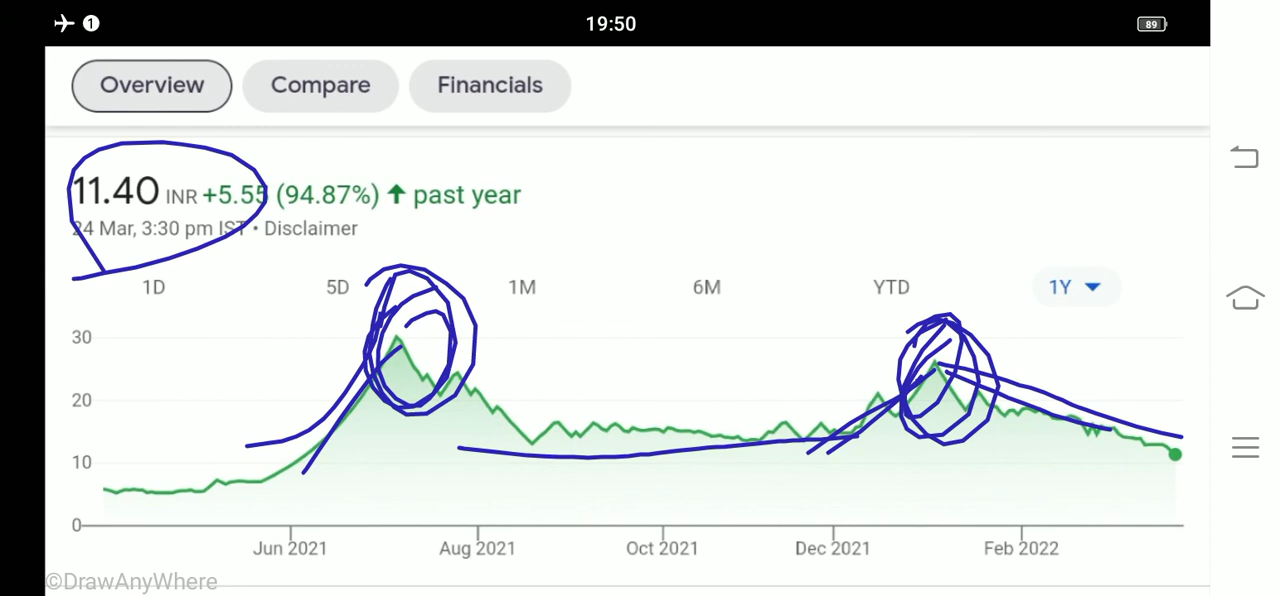 1 19:50 89
Overview Compare Financials
11.40 INR +5.55 (94.87%) ↑ past year
24 Mar, 3:30 pm IST • Disclaimer
1D 5D 1M 6M YTD 1Y
30
20
10
0
Jun 2021 Aug 2021 Oct 2021 Dec 2021 Feb 2022
©DrawAnyWhere